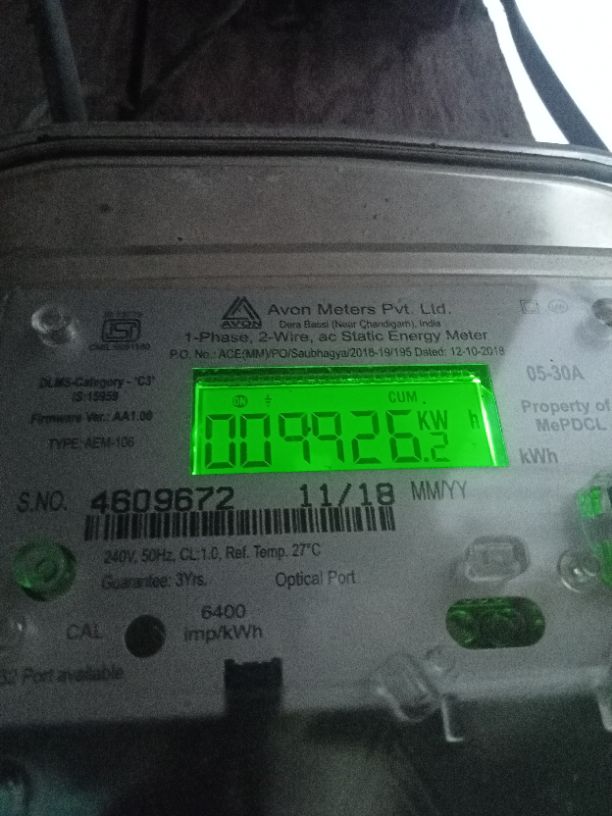 AVON
Avon Meters Pvt. Ltd.
Dera Bassi (Near Chandigarh), India
1-Phase, 2-Wire, ac Static Energy Meter
P.O. No.: ACE(MM)/PO/Saubhagya/2018-19/195 Dated: 12-10-2018
DLMS-Category - 'C3'
IS:15959
Firmware Ver.: AA1.00
TYPE: AEM-106
05-30A
Property of
MePDCL
ON CUM.
009926.2 KW h
kWh
S.NO. 4609672 11/18 MM/YY
240V, 50Hz, CL:1.0, Ref. Temp. 27°C
Guarantee: 3Yrs. Optical Port
CAL 6400
imp/kWh
Port available